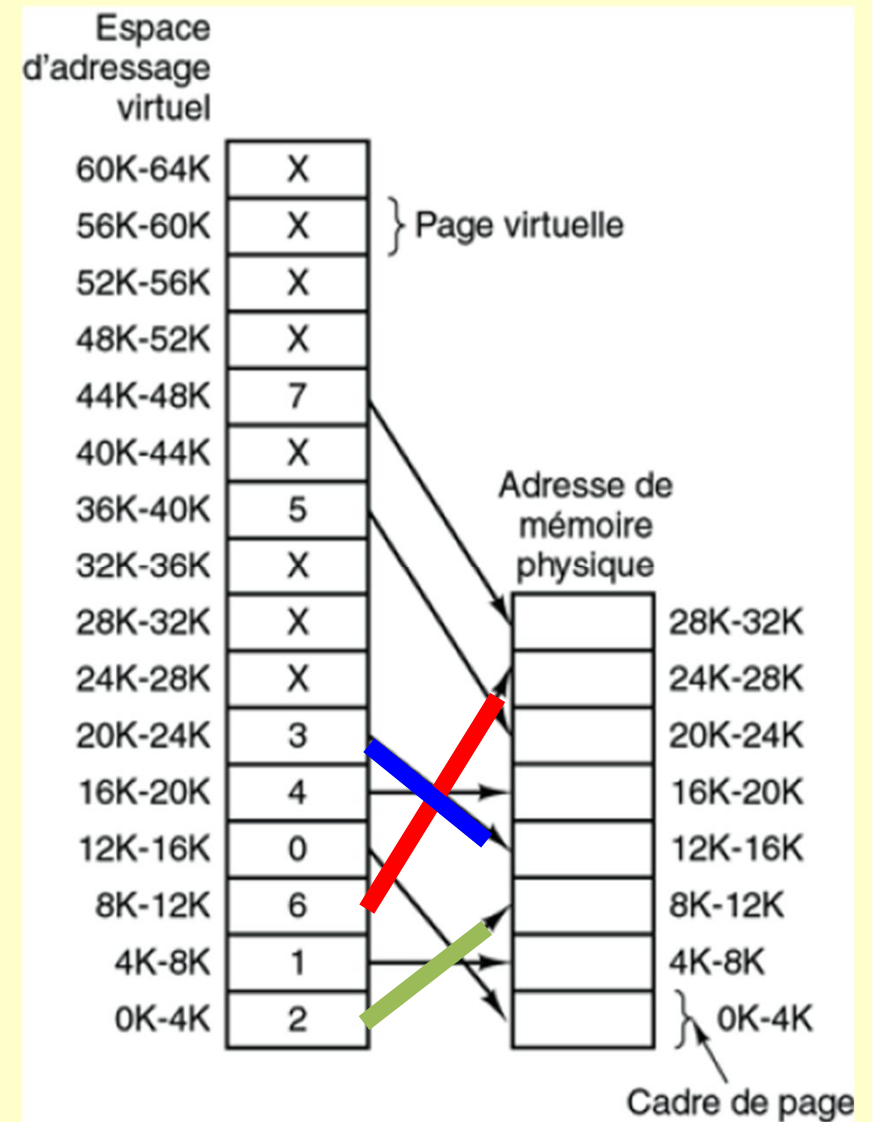 Espace
d'adressage
virtuel
60K-64K X
56K-60K X Page virtuelle
52K-56K X
48K-52K X
44K-48K 7
40K-44K X
36K-40K 5
32K-36K X
28K-32K X
24K-28K X
20K-24K 3
16K-20K 4
12K-16K 0
8K-12K 6
4K-8K 1
0K-4K 2
Adresse de
mémoire
physique
28K-32K
24K-28K
20K-24K
16K-20K
12K-16K
8K-12K
4K-8K
0K-4K
Cadre de page